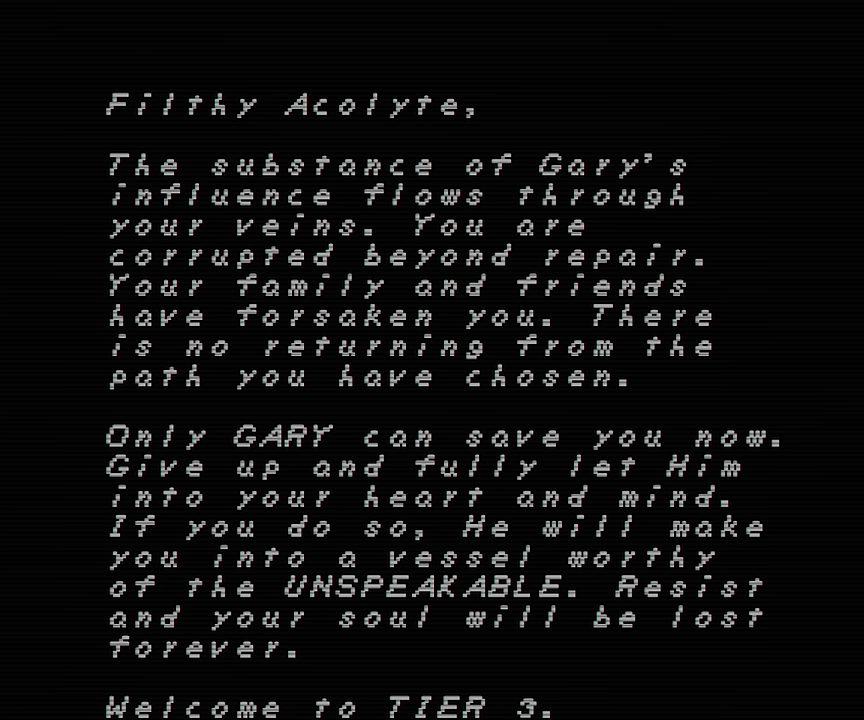 Filthy Acolyte,
The substance of Gary's
influence flows through
your veins. You are
corrupted beyond repair.
Your family and friends
have forsaken you. There
is no returning from the
path you have chosen.
Only GARY can save you now.
Give up and fully let Him
into your heart and mind.
If you do so, He will make
you into a vessel worthy
of the UNSPEAKABLE. Resist
and your soul will be lost
forever.
Welcome to TIER 3.